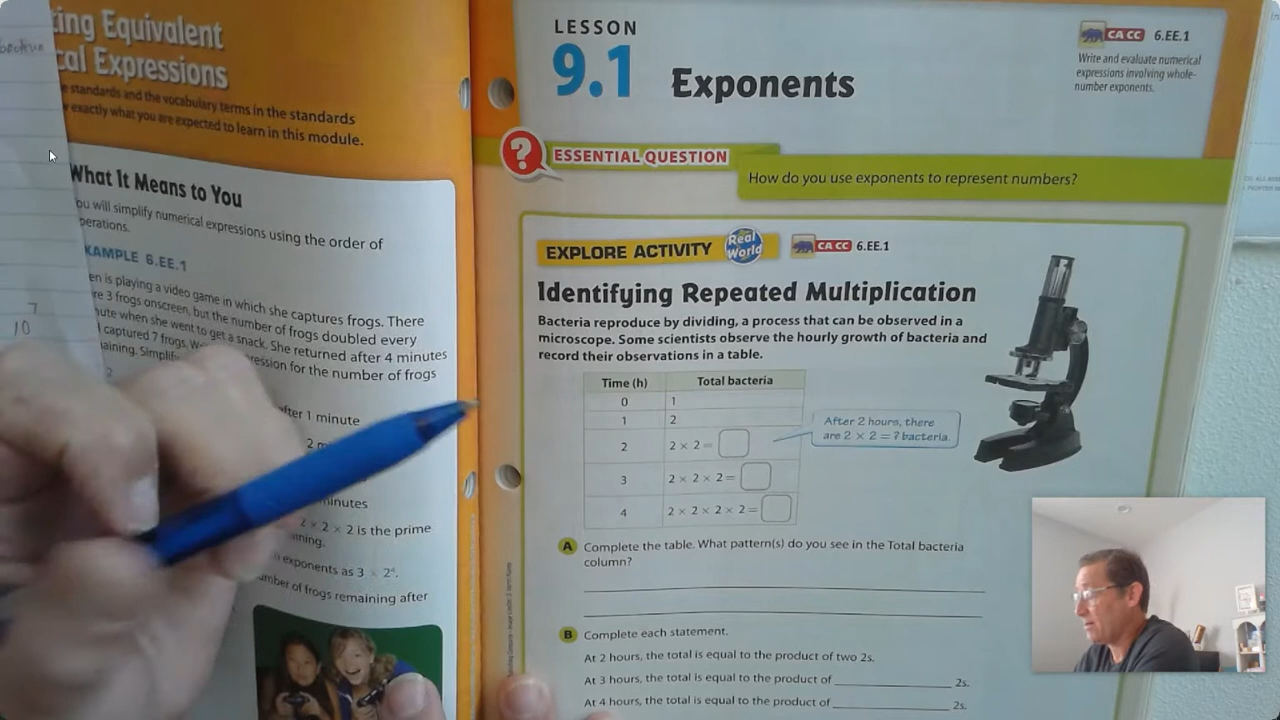 ing Equivalent
cal Expressions
standards and the vocabulary terms in the standards
exactly what you are expected to learn in this module.
What It Means to You
ou will simplify numerical expressions using the order of
perations.
XAMPLE 6.EE.1
en is playing a video game in which she captures frogs. There
re 3 frogs onscreen, but the number of frogs doubled every
ute when she went to get a snack. She returned after 4 minutes
captured 7 frogs.
ression for the number of frogs
aining.
7
10
after 1 minute
minutes
2 × 2 × 2 is the prime
exponents as 3 × 2⁴.
umber of frogs remaining after
LESSON
9.1 Exponents
CA CC 6.EE.1
Write and evaluate numerical
expressions involving whole-
number exponents.
? ESSENTIAL QUESTION
How do you use exponents to represent numbers?
EXPLORE ACTIVITY Real World CA CC 6.EE.1
Identifying Repeated Multiplication
Bacteria reproduce by dividing, a process that can be observed in a
microscope. Some scientists observe the hourly growth of bacteria and
record their observations in a table.
Time (h) Total bacteria
0 1
1 2
2 2 × 2 =
3 2 × 2 × 2 =
4 2 × 2 × 2 × 2 =
After 2 hours, there
are 2 × 2 = ? bacteria.
A Complete the table. What pattern(s) do you see in the Total bacteria
column?
B Complete each statement.
At 2 hours, the total is equal to the product of two 2s.
At 3 hours, the total is equal to the product of ____ 2s.
At 4 hours, the total is equal to the product of ____ 2s.